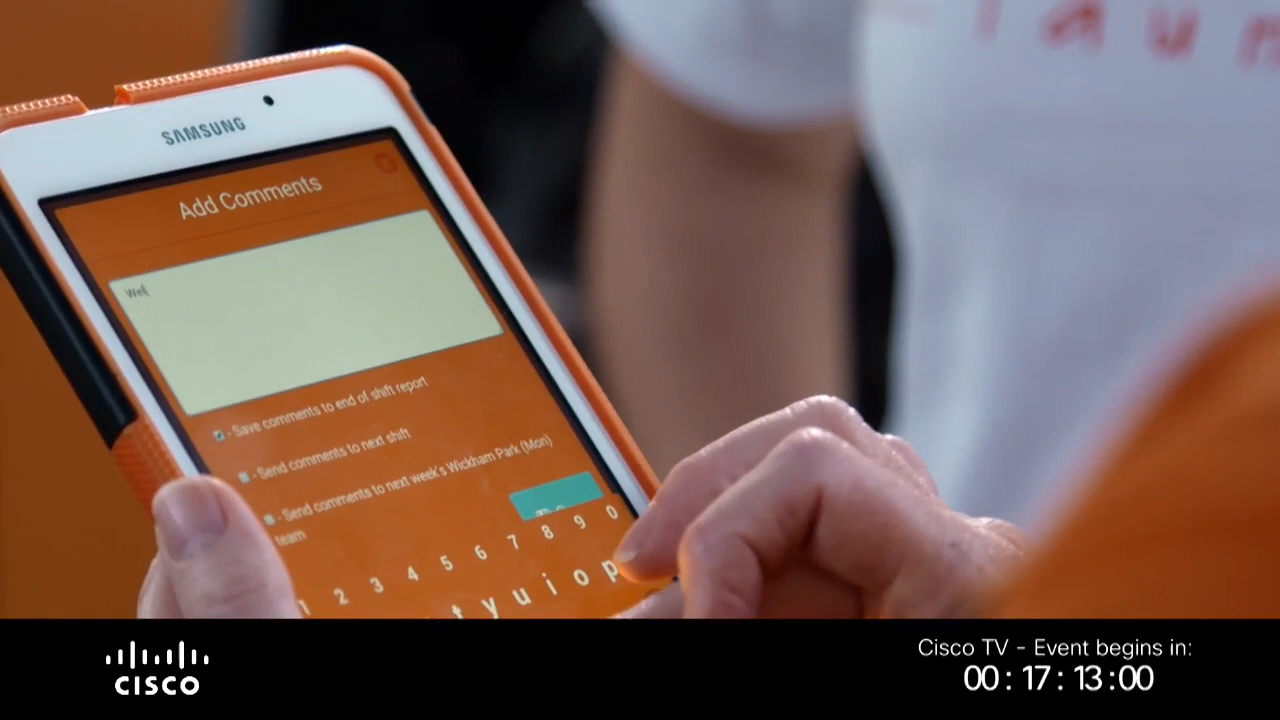 SAMSUNG
Add Comments
Wel
- Save comments to end of shift report
- Send comments to next shift
- Send comments to next week's Wickham Park (Mon)
team
1 2 3 4 5 6 7 8 9 0
t y u i o p
CISCO
Cisco TV - Event begins in:
00 : 17 : 13 : 00